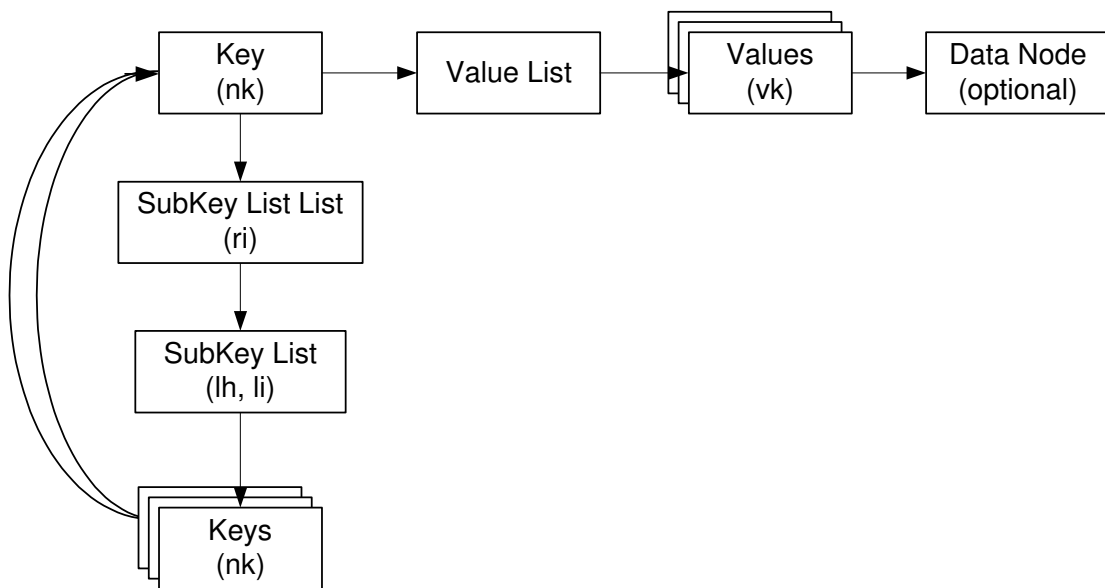 Key
(nk)
Value List
Values
(vk)
Data Node
(optional)
SubKey List List
(ri)
SubKey List
(lh, li)
Keys
(nk)